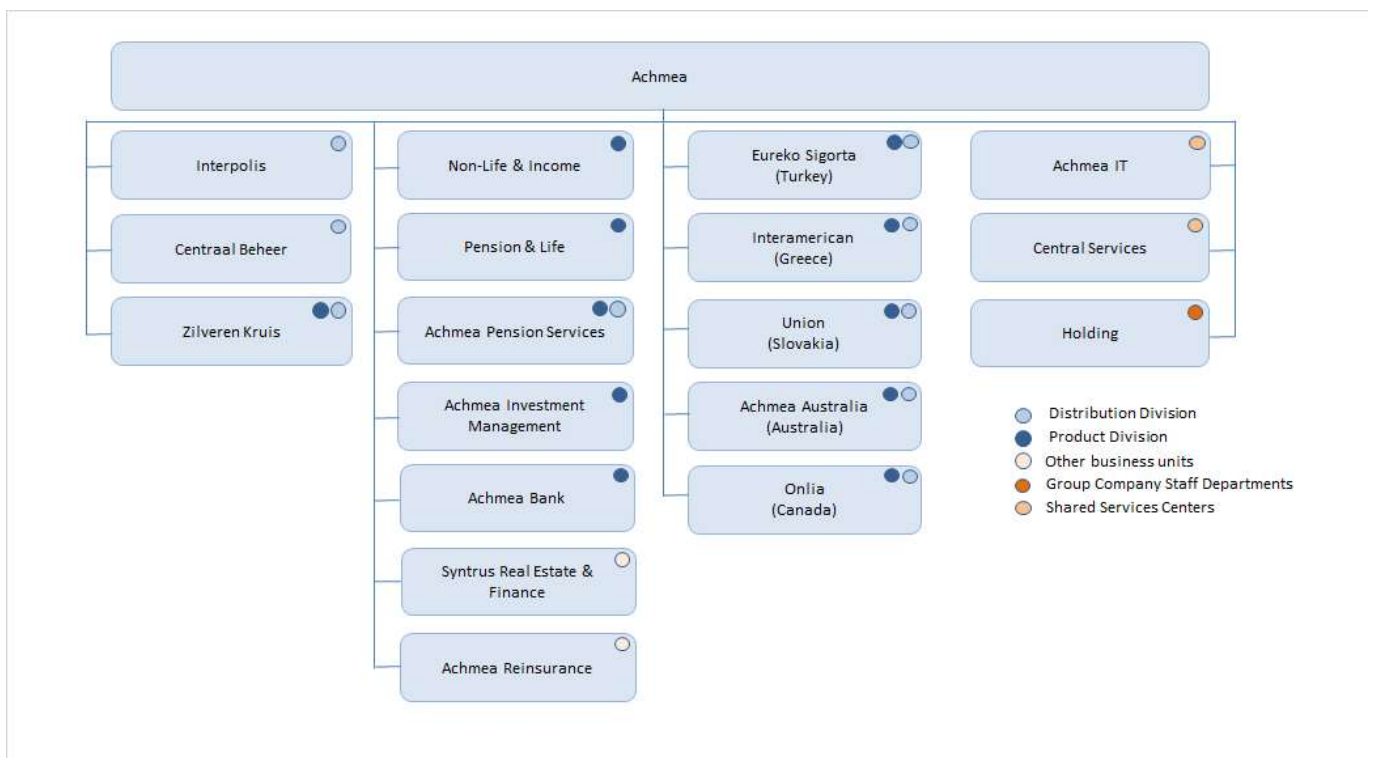 Achmea
Interpolis
Centraal Beheer
Zilveren Kruis
Non-Life & Income
Pension & Life
Achmea Pension Services
Achmea Investment
Management
Achmea Bank
Syntrus Real Estate &
Finance
Achmea Reinsurance
Eureko Sigorta
(Turkey)
Interamerican
(Greece)
Union
(Slovakia)
Achmea Australia
(Australia)
Onlia
(Canada)
Achmea IT
Central Services
Holding
Distribution Division
Product Division
Other business units
Group Company Staff Departments
Shared Services Centers